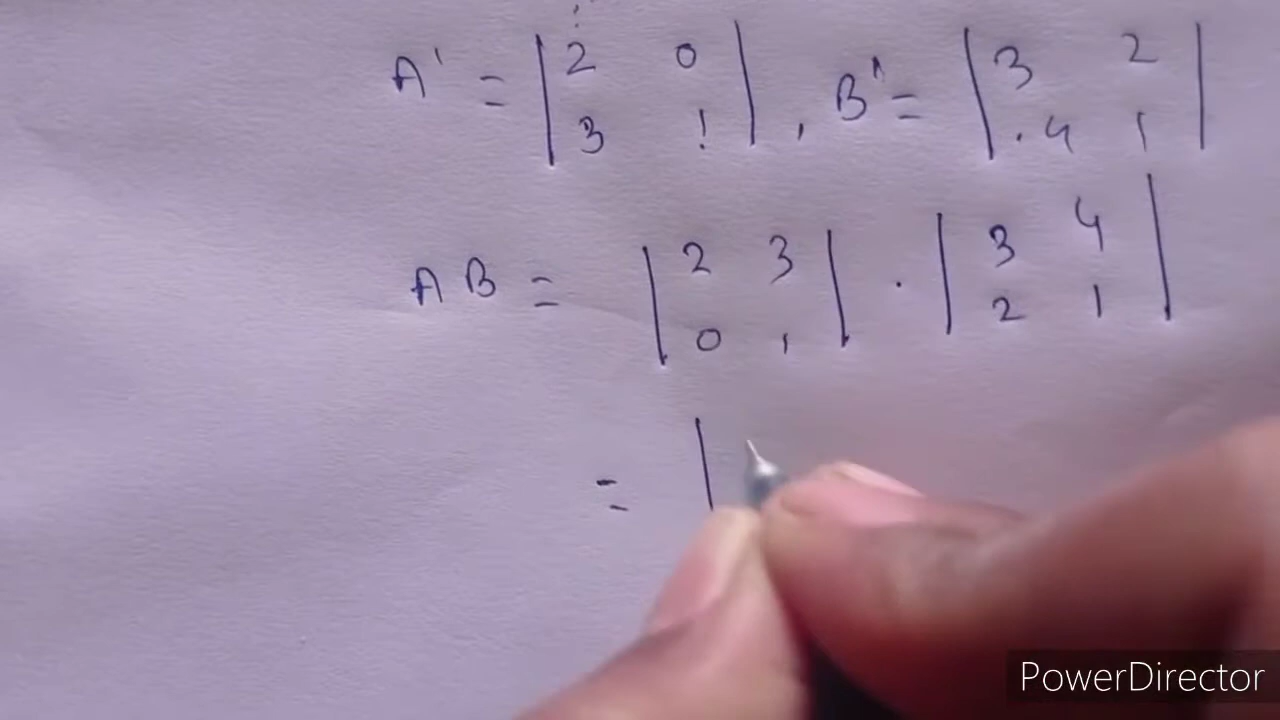 A' = | 2 0 | , B' = | 3 2 |
| 3 1 | | 4 1 |
AB = | 2 3 | . | 3 4 |
| 0 1 | | 2 1 |
= |
PowerDirector